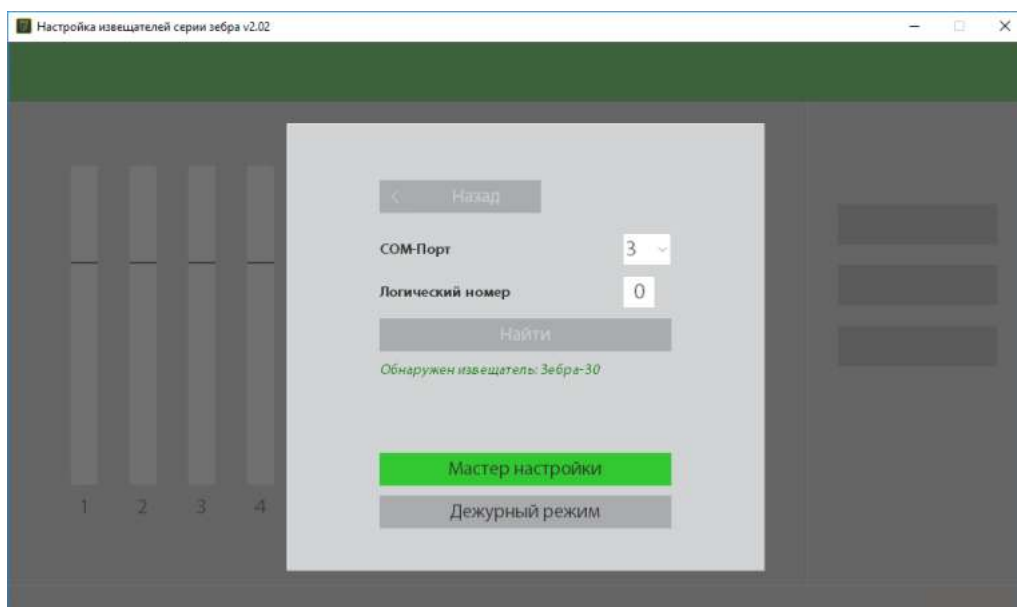 Настройка извещателей серии зебра v2.02
Назад
COM-Порт 3
Логический номер 0
Найти
Обнаружен извещатель: Зебра-30
Мастер настройки
Дежурный режим
1 2 3 4